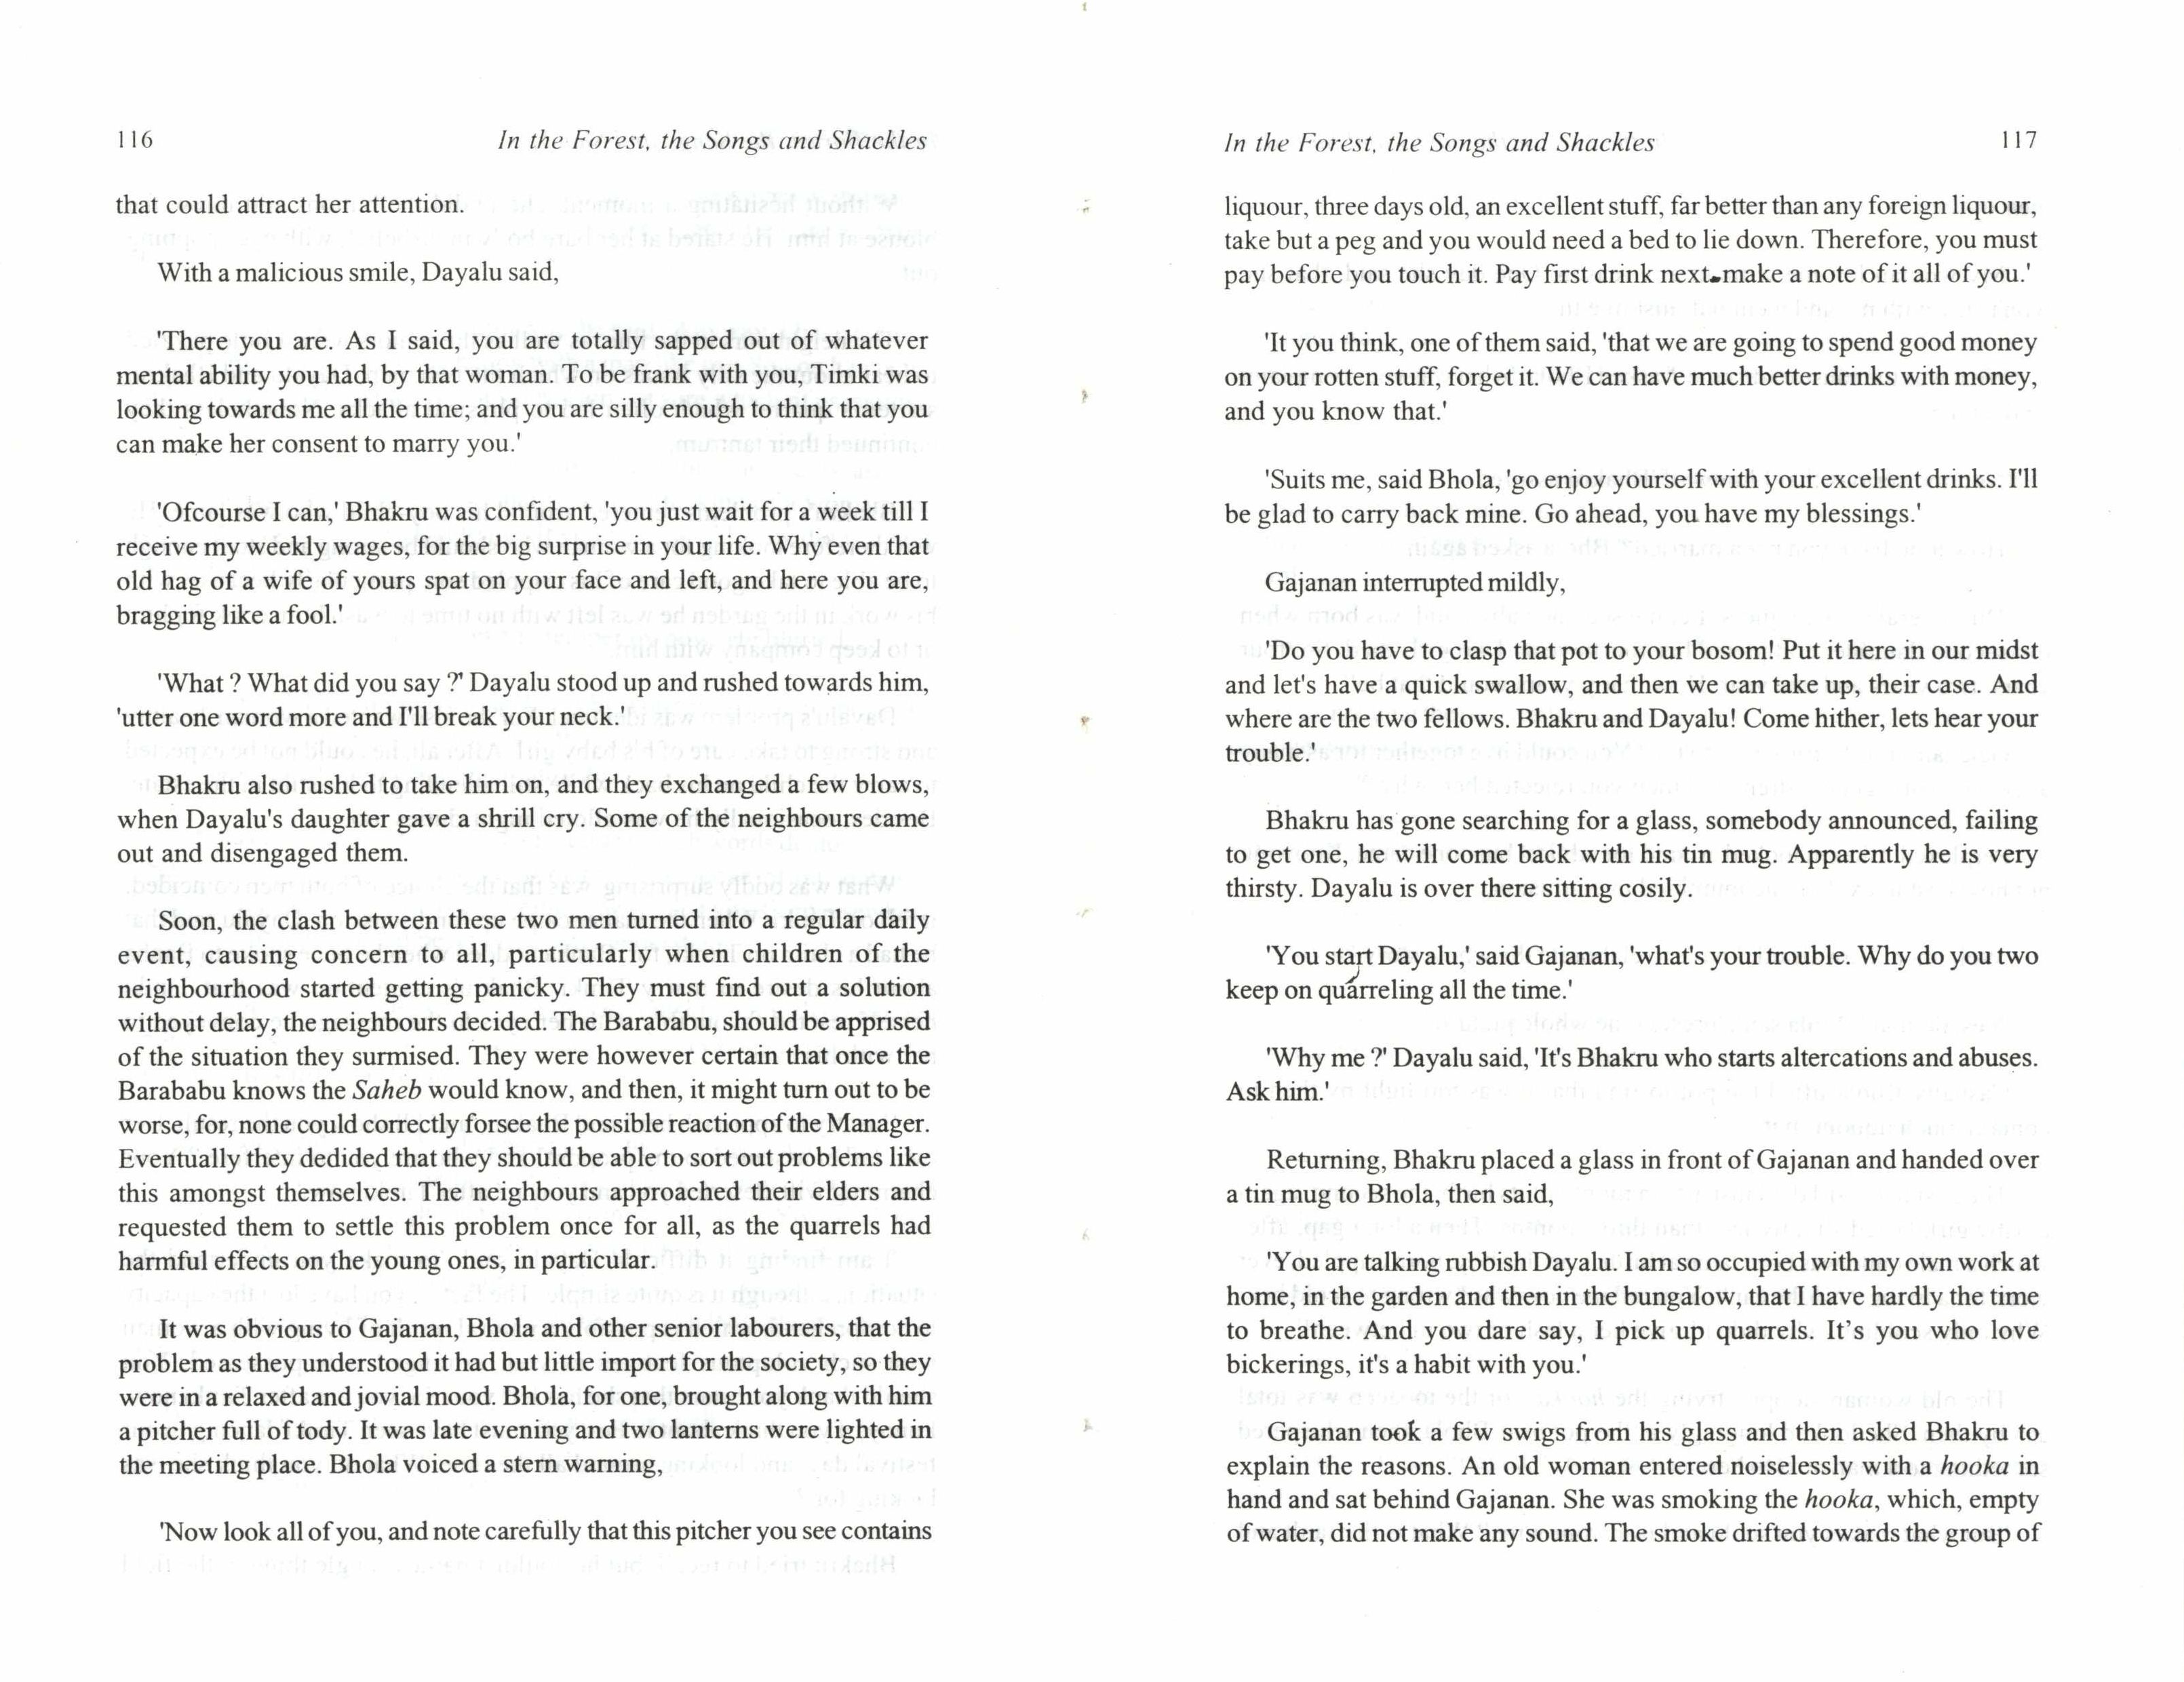 116 In the Forest, the Songs and Shackles
that could attract her attention.
With a malicious smile, Dayalu said,
'There you are. As I said, you are totally sapped out of whatever
mental ability you had, by that woman. To be frank with you, Timki was
looking towards me all the time; and you are silly enough to think that you
can make her consent to marry you.'
'Ofcourse I can,' Bhakru was confident, 'you just wait for a week till I
receive my weekly wages, for the big surprise in your life. Why even that
old hag of a wife of yours spat on your face and left, and here you are,
bragging like a fool.'
'What ? What did you say ?' Dayalu stood up and rushed towards him,
'utter one word more and I'll break your neck.'
Bhakru also rushed to take him on, and they exchanged a few blows,
when Dayalu's daughter gave a shrill cry. Some of the neighbours came
out and disengaged them.
Soon, the clash between these two men turned into a regular daily
event, causing concern to all, particularly when children of the
neighbourhood started getting panicky. They must find out a solution
without delay, the neighbours decided. The Barababu, should be apprised
of the situation they surmised. They were however certain that once the
Barababu knows the Saheb would know, and then, it might turn out to be
worse, for, none could correctly forsee the possible reaction of the Manager.
Eventually they dedided that they should be able to sort out problems like
this amongst themselves. The neighbours approached their elders and
requested them to settle this problem once for all, as the quarrels had
harmful effects on the young ones, in particular.
It was obvious to Gajanan, Bhola and other senior labourers, that the
problem as they understood it had but little import for the society, so they
were in a relaxed and jovial mood. Bhola, for one, brought along with him
a pitcher full of body. It was late evening and two lanterns were lighted in
the meeting place. Bhola voiced a stern warning,
'Now look all of you, and note carefully that this pitcher you see contains
In the Forest, the Songs and Shackles 117
liquour, three days old, an excellent stuff, far better than any foreign liquour,
take but a peg and you would need a bed to lie down. Therefore, you must
pay before you touch it. Pay first drink next make a note of it all of you.'
'It you think, one of them said, 'that we are going to spend good money
on your rotten stuff, forget it. We can have much better drinks with money,
and you know that.'
'Suits me, said Bhola, 'go enjoy yourself with your excellent drinks. I'll
be glad to carry back mine. Go ahead, you have my blessings.'
Gajanan interrupted mildly,
'Do you have to clasp that pot to your bosom! Put it here in our midst
and let's have a quick swallow, and then we can take up, their case. And
where are the two fellows. Bhakru and Dayalu! Come hither, lets hear your
trouble.'
Bhakru has gone searching for a glass, somebody announced, failing
to get one, he will come back with his tin mug. Apparently he is very
thirsty. Dayalu is over there sitting cosily.
'You start Dayalu,' said Gajanan, 'what's your trouble. Why do you two
keep on quarreling all the time.'
'Why me ?' Dayalu said, 'It's Bhakru who starts altercations and abuses.
Ask him.'
Returning, Bhakru placed a glass in front of Gajanan and handed over
a tin mug to Bhola, then said,
'You are talking rubbish Dayalu. I am so occupied with my own work at
home, in the garden and then in the bungalow, that I have hardly the time
to breathe. And you dare say, I pick up quarrels. It's you who love
bickerings, it's a habit with you.'
Gajanan took a few swigs from his glass and then asked Bhakru to
explain the reasons. An old woman entered noiselessly with a hooka in
hand and sat behind Gajanan. She was smoking the hooka, which, empty
of water, did not make any sound. The smoke drifted towards the group of